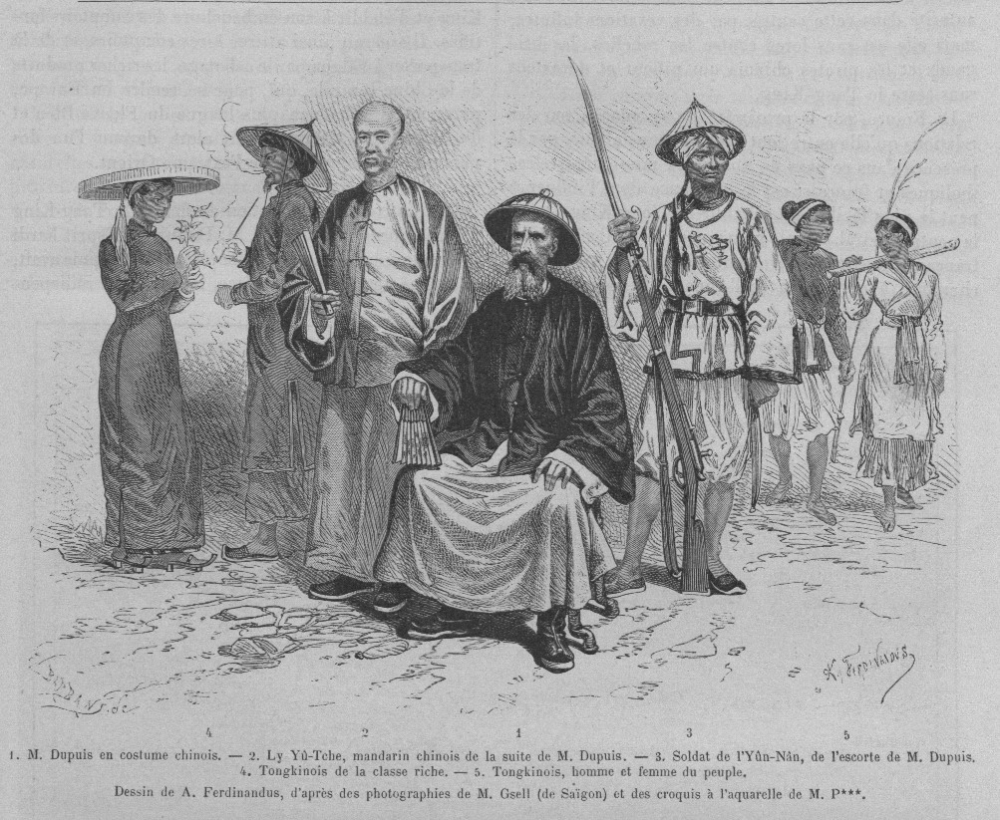 4 2 1 3 5
1. M. Dupuis en costume chinois. — 2. Ly Yû-Tche, mandarin chinois de la suite de M. Dupuis. — 3. Soldat de l'Yûn-Nân, de l'escorte de M. Dupuis.
4. Tongkinois de la classe riche. — 5. Tongkinois, homme et femme du peuple.
Dessin de A. Ferdinandus, d'après des photographies de M. Gsell (de Saïgon) et des croquis à l'aquarelle de M. P***.